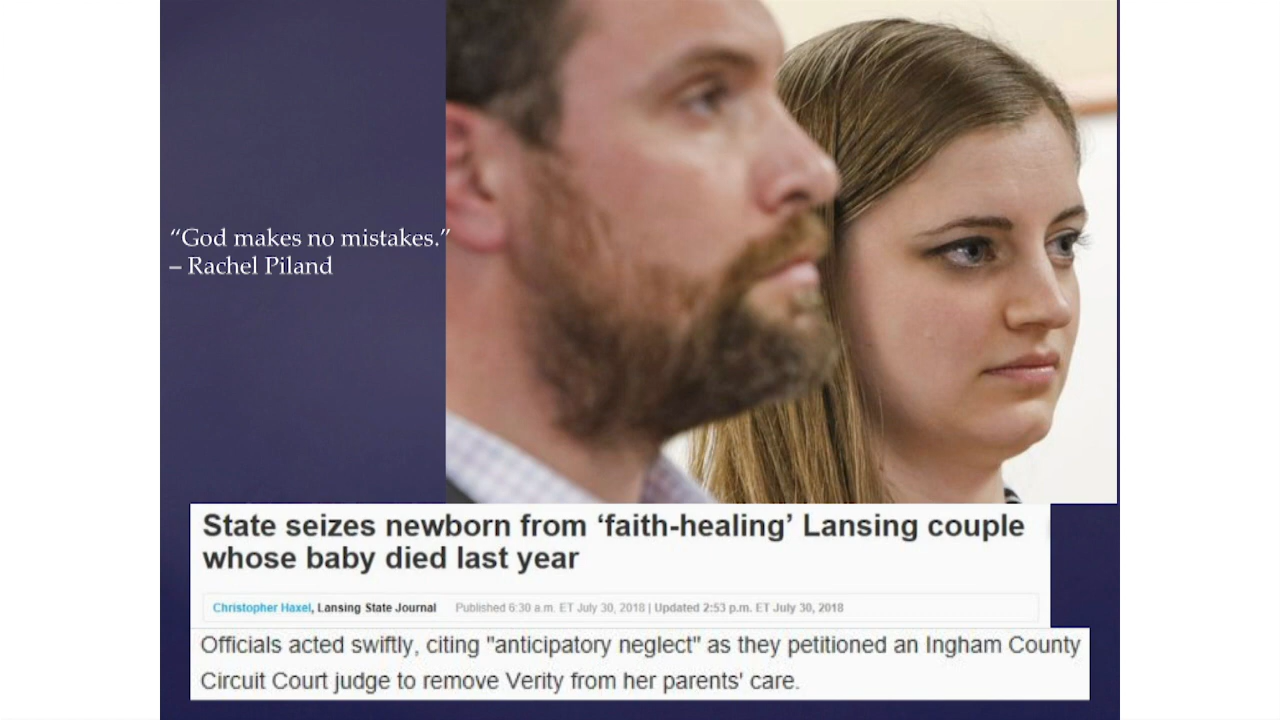 “God makes no mistakes.”
– Rachel Piland
State seizes newborn from ‘faith-healing’ Lansing couple
whose baby died last year
Christopher Haxel, Lansing State Journal Published 6:30 a.m. ET July 30, 2018 | Updated 2:53 p.m. ET July 30, 2018
Officials acted swiftly, citing "anticipatory neglect" as they petitioned an Ingham County
Circuit Court judge to remove Verity from her parents' care.